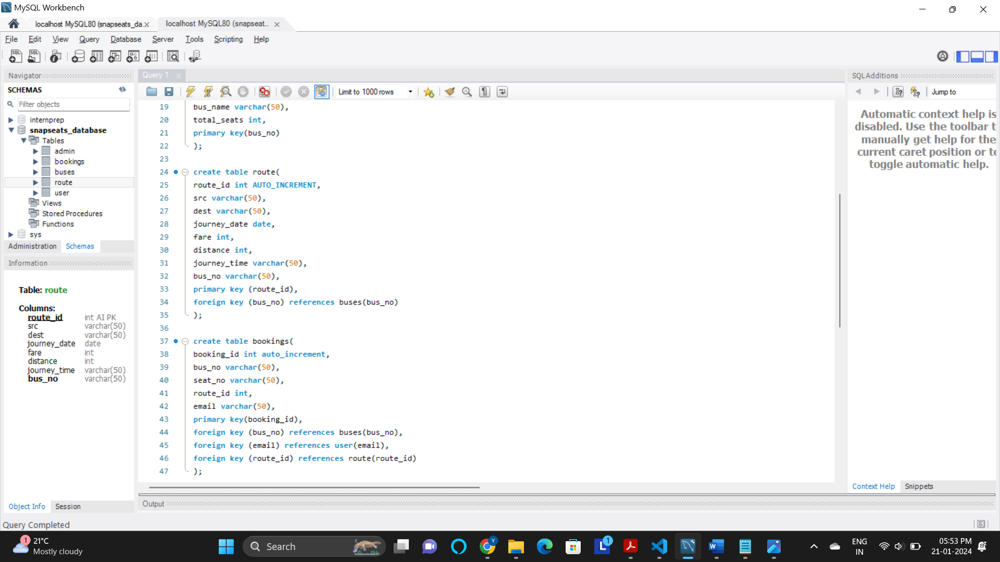 MySQL Workbench
localhost MySQL80 (snapseats_da...
localhost MySQL80 (snapseat...
File Edit View Query Database Server Tools Scripting Help
Navigator
SCHEMAS
Filter objects
internprep
snapseats_database
Tables
admin
bookings
buses
route
user
Views
Stored Procedures
Functions
sys
Administration Schemas
Information
Table: route
Columns:
route_id int AI PK
src varchar(50)
dest varchar(50)
journey_date date
fare int
distance int
journey_time varchar(50)
bus_no varchar(50)
Object Info Session
Query 1
Limit to 1000 rows
19 bus_name varchar(50),
20 total_seats int,
21 primary key(bus_no)
22 );
23
24 create table route(
25 route_id int AUTO_INCREMENT,
26 src varchar(50),
27 dest varchar(50),
28 journey_date date,
29 fare int,
30 distance int,
31 journey_time varchar(50),
32 bus_no varchar(50),
33 primary key (route_id),
34 foreign key (bus_no) references buses(bus_no)
35 );
36
37 create table bookings(
38 booking_id int auto_increment,
39 bus_no varchar(50),
40 seat_no varchar(50),
41 route_id int,
42 email varchar(50),
43 primary key(booking_id),
44 foreign key (bus_no) references buses(bus_no),
45 foreign key (email) references user(email),
46 foreign key (route_id) references route(route_id)
47 );
Output
SQLAdditions
Jump to
Automatic context help is
disabled. Use the toolbar t
manually get help for the
current caret position or to
toggle automatic help.
Context Help Snippets
Query Completed
1
21°C
Mostly cloudy
Search
Y
1
ENG
IN
05:53 PM
21-01-2024